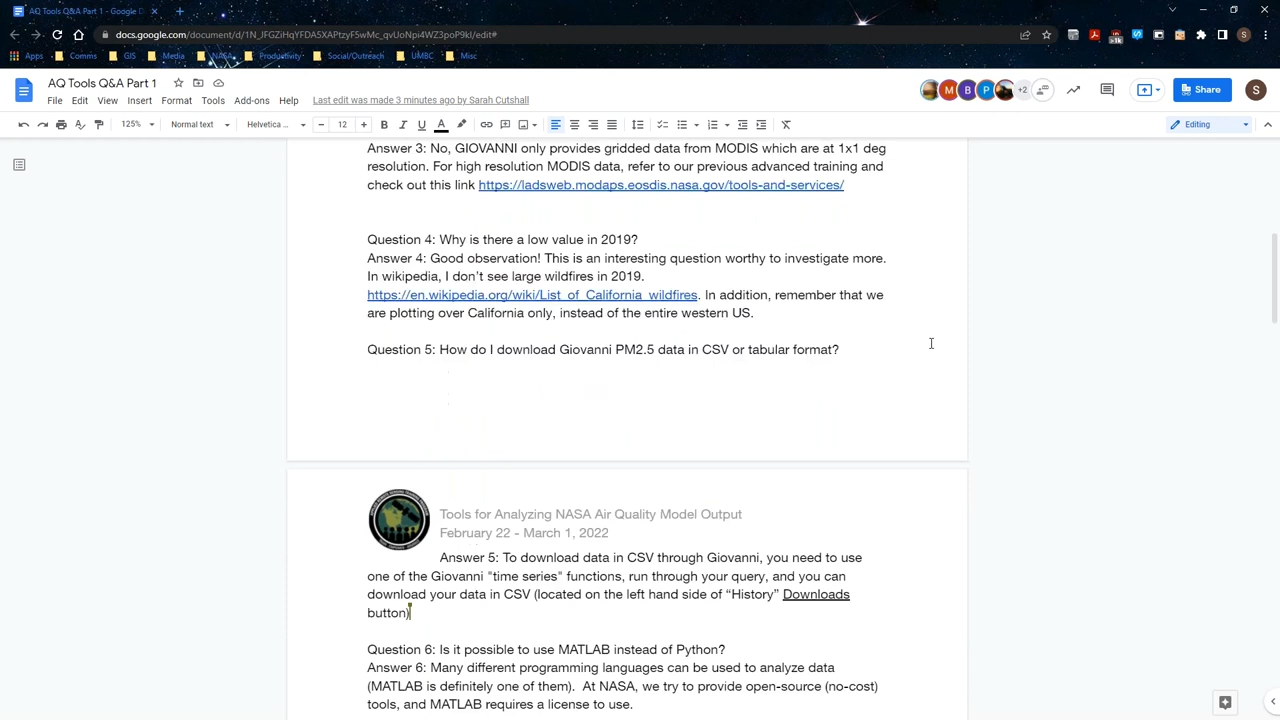 AQ Tools Q&A Part 1 - Google D
docs.google.com/document/d/1N_JFGZiHqYFDA5XAPtzyF5wMc_qvUoNpi4WZ3poP9kI/edit#
Apps Comms GIS Media NASA Productivity Social/Outreach UMBC Misc
AQ Tools Q&A Part 1
File Edit View Insert Format Tools Add-ons Help Last edit was made 3 minutes ago by Sarah Cutshall
M B P +2 Share S
125% Normal text Helvetica ... 12 B I U A Editing
Answer 3: No, GIOVANNI only provides gridded data from MODIS which are at 1x1 deg
resolution. For high resolution MODIS data, refer to our previous advanced training and
check out this link https://ladsweb.modaps.eosdis.nasa.gov/tools-and-services/
Question 4: Why is there a low value in 2019?
Answer 4: Good observation! This is an interesting question worthy to investigate more.
In wikipedia, I don't see large wildfires in 2019.
https://en.wikipedia.org/wiki/List_of_California_wildfires. In addition, remember that we
are plotting over California only, instead of the entire western US.
Question 5: How do I download Giovanni PM2.5 data in CSV or tabular format?
Tools for Analyzing NASA Air Quality Model Output
February 22 - March 1, 2022
Answer 5: To download data in CSV through Giovanni, you need to use
one of the Giovanni "time series" functions, run through your query, and you can
download your data in CSV (located on the left hand side of “History” Downloads
button)
Question 6: Is it possible to use MATLAB instead of Python?
Answer 6: Many different programming languages can be used to analyze data
(MATLAB is definitely one of them).  At NASA, we try to provide open-source (no-cost)
tools, and MATLAB requires a license to use.